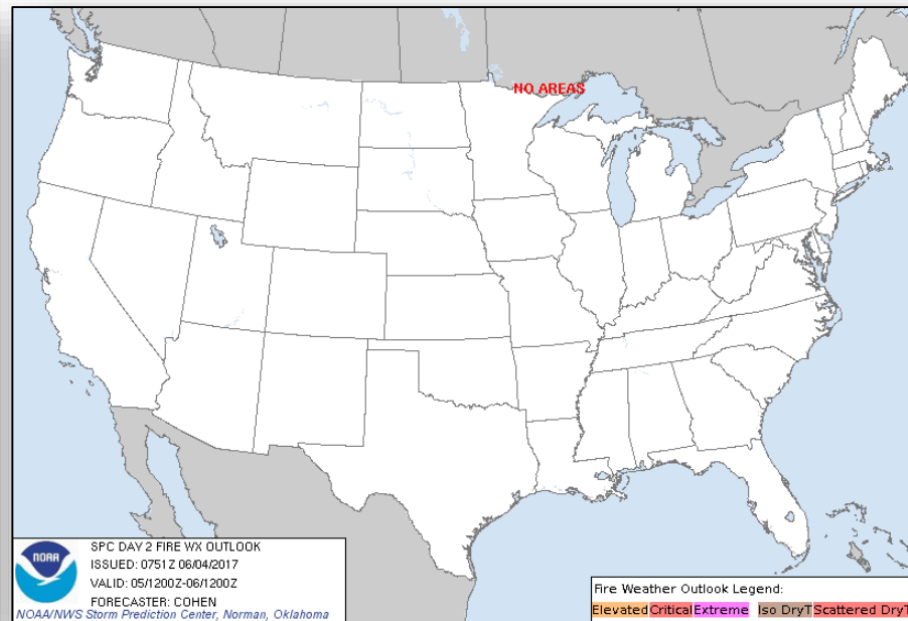 NO AREAS
NOAA
SPC DAY 2 FIRE WX OUTLOOK
ISSUED: 0751Z 06/04/2017
VALID: 05/1200Z-06/1200Z
FORECASTER: COHEN
NOAA/NWS Storm Prediction Center, Norman, Oklahoma
Fire Weather Outlook Legend:
Elevated Critical Extreme Iso DryT Scattered DryT